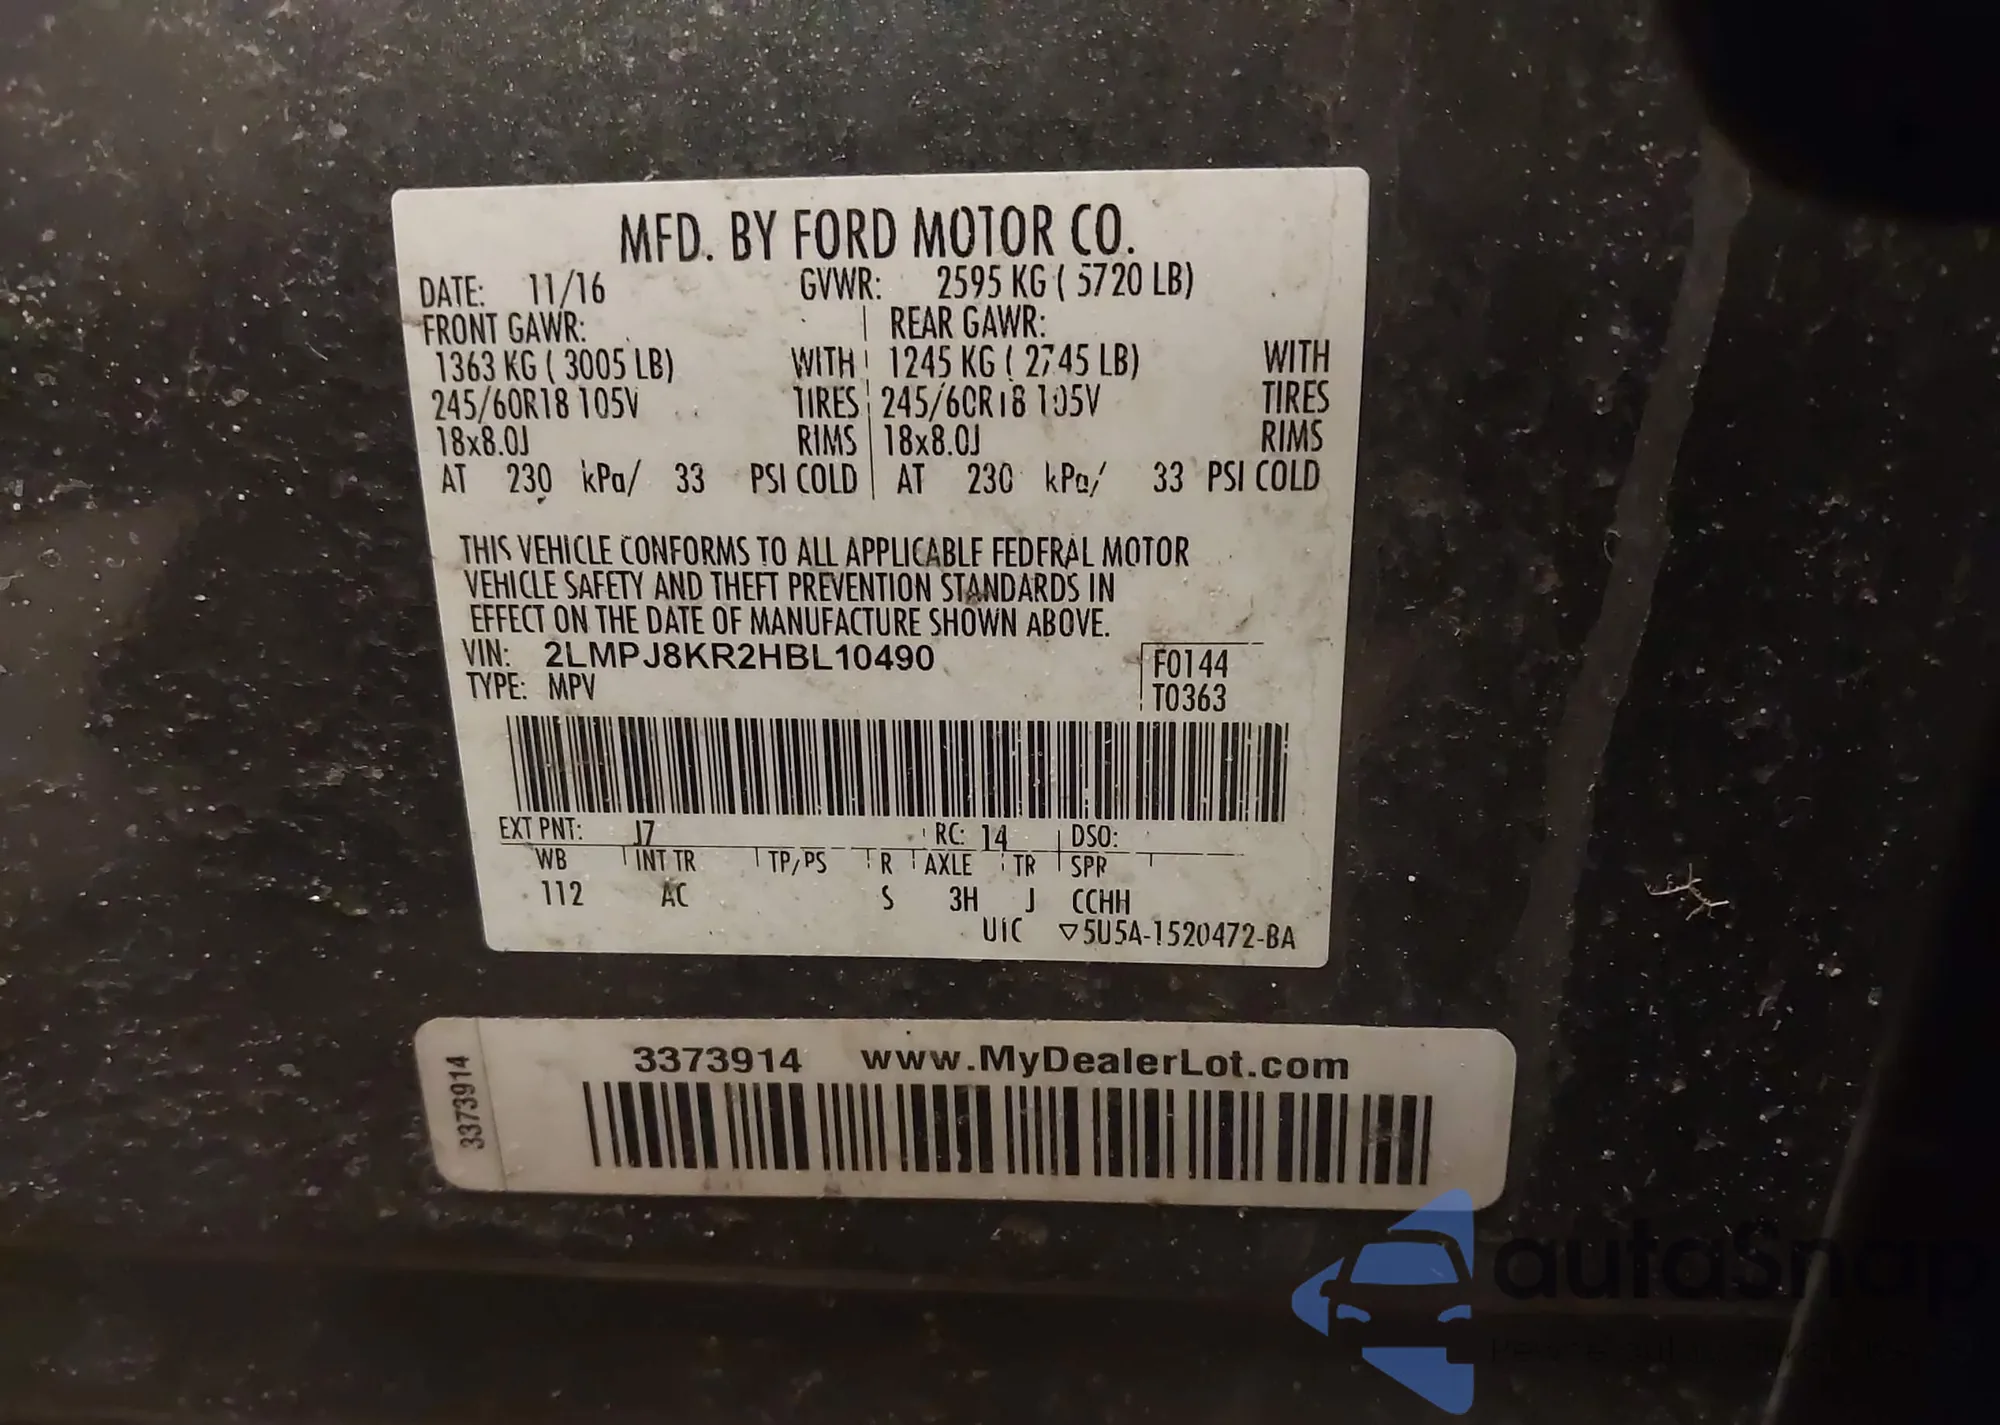 MFD. BY FORD MOTOR CO.
DATE: 11/16 GVWR: 2595 KG ( 5720 LB)
FRONT GAWR: REAR GAWR:
1363 KG ( 3005 LB) WITH 1245 KG ( 2745 LB) WITH
245/60R18 105V TIRES 245/60R18 105V TIRES
18x8.0J RIMS 18x8.0J RIMS
AT 230 kPa/ 33 PSI COLD AT 230 kPa/ 33 PSI COLD
THIS VEHICLE CONFORMS TO ALL APPLICABLE FEDERAL MOTOR
VEHICLE SAFETY AND THEFT PREVENTION STANDARDS IN
EFFECT ON THE DATE OF MANUFACTURE SHOWN ABOVE.
VIN: 2LMPJ8KR2HBL10490 F0144
TYPE: MPV T0363
EXT PNT: J7 RC: 14 DSO:
WB INT TR TP/PS R AXLE TR SPR
112 AC S 3H J CCHH
UTC ▽5U5A-1520472-BA
3373914
3373914 www.MyDealerLot.com
autaSnap